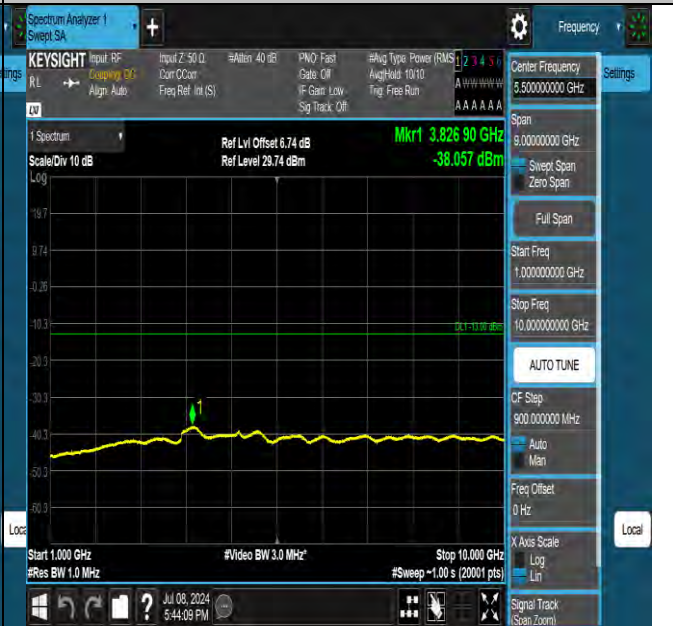 Spectrum Analyzer 1
Swept SA
Frequency
KEYSIGHT
Input: RF
Coupling: DC
Align: Auto
Input Z: 50 Ω
Corr CCorr
Freq Ref: Int (S)
#Atten: 40 dB
PNO: Fast
Gate: Off
IF Gain: Low
Sig Track: Off
#Avg Type: Power (RMS
Avg|Hold: 10/10
Trig: Free Run
1 2 3 4 5 6
A W W W W W
A A A A A A
RL
LXI
Settings
1 Spectrum
Scale/Div 10 dB
Log
Ref Lvl Offset 6.74 dB
Ref Level 29.74 dBm
Mkr1 3.826 90 GHz
-38.057 dBm
19.7
9.74
-0.26
-10.3
-20.3
-30.3
-40.3
-50.3
-60.3
1
Start 1.000 GHz
#Res BW 1.0 MHz
#Video BW 3.0 MHz*
Stop 10.000 GHz
#Sweep ~1.00 s (20001 pts)
Jul 08, 2024
5:44:09 PM
?
Center Frequency
5.500000000 GHz
Span
9.00000000 GHz
Swept Span
Zero Span
Full Span
Start Freq
1.000000000 GHz
Stop Freq
10.000000000 GHz
AUTO TUNE
CF Step
900.000000 MHz
Auto
Man
Freq Offset
0 Hz
X Axis Scale
Log
Lin
Signal Track
(Span Zoom)
Local